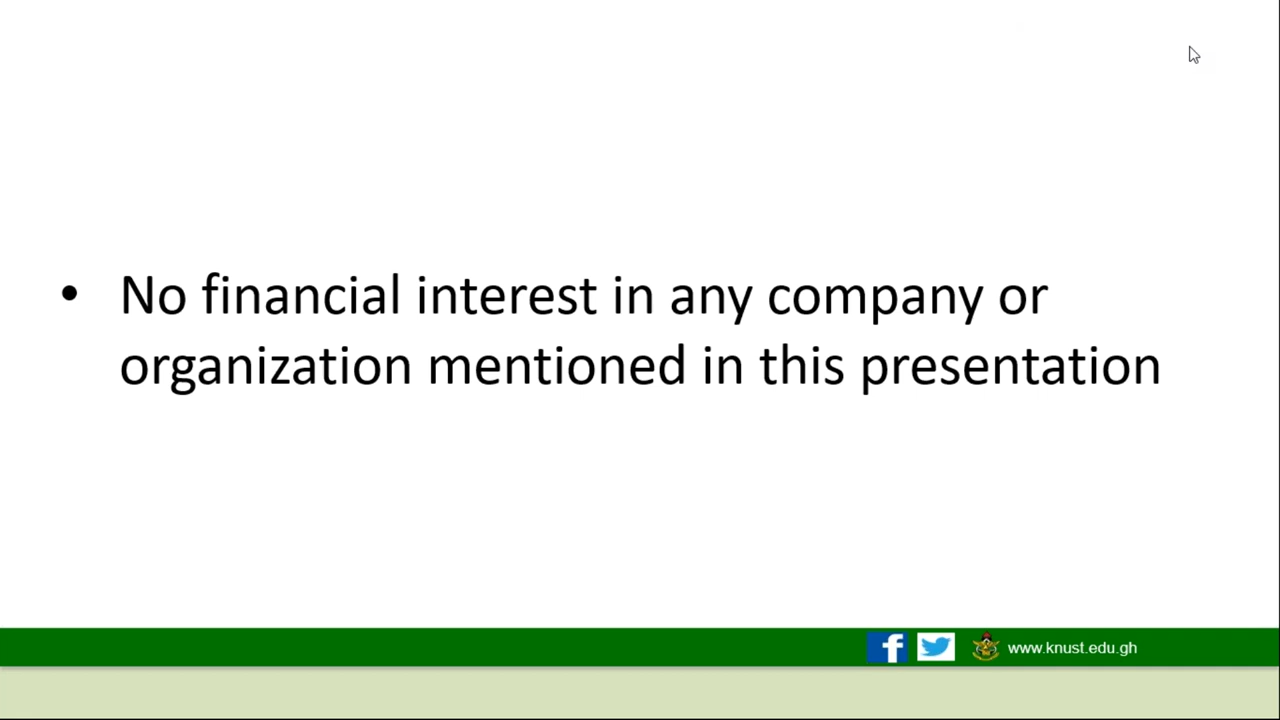 • No financial interest in any company or
organization mentioned in this presentation
www.knust.edu.gh